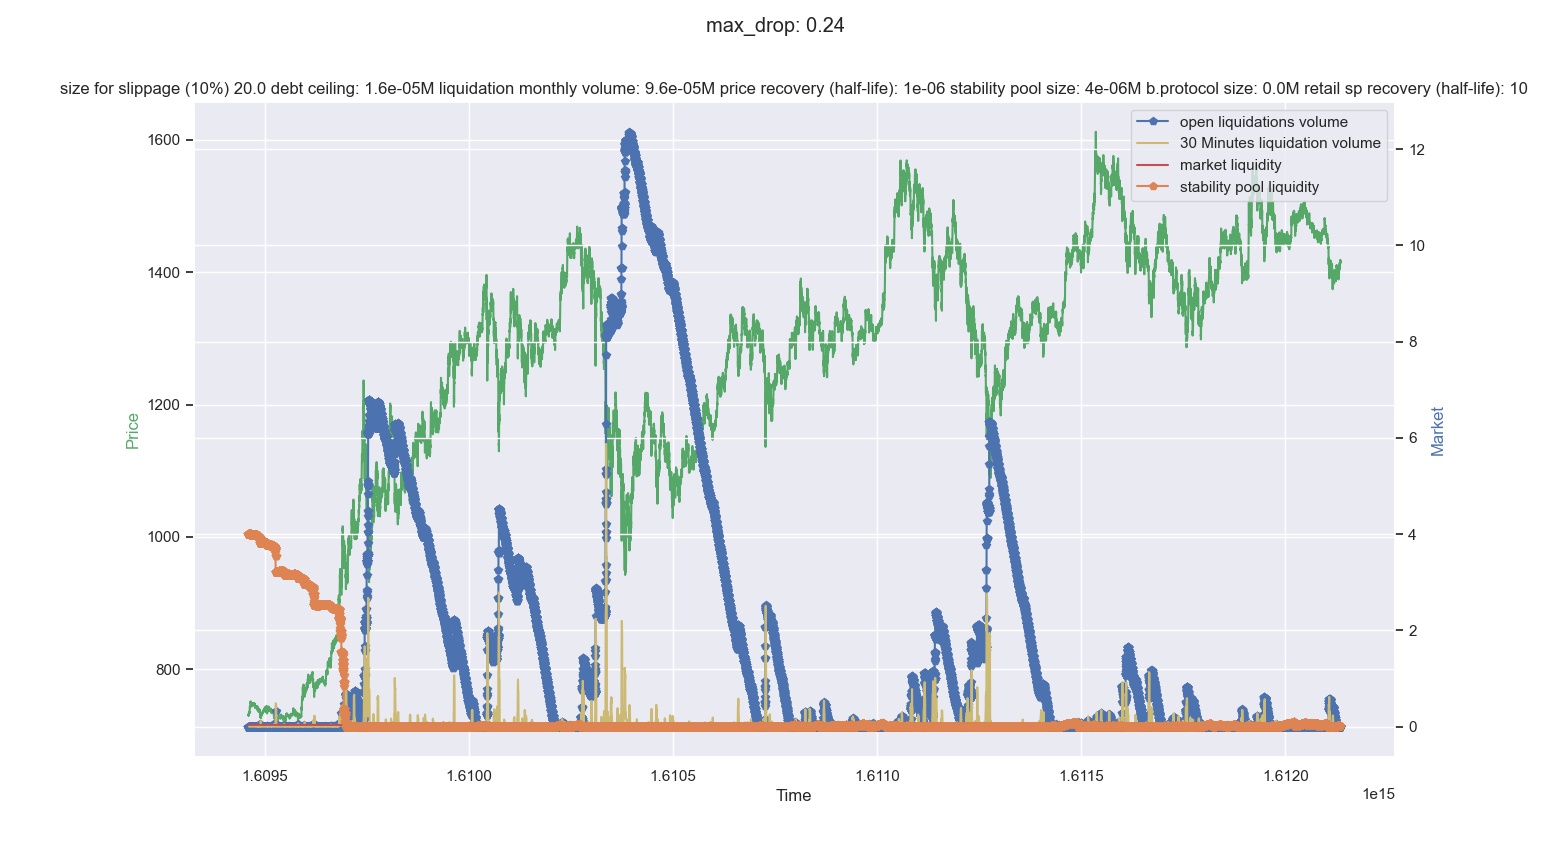 max_drop: 0.24
size for slippage (10%) 20.0 debt ceiling: 1.6e-05M liquidation monthly volume: 9.6e-05M price recovery (half-life): 1e-06 stability pool size: 4e-06M b.protocol size: 0.0M retail sp recovery (half-life): 10
open liquidations volume
30 Minutes liquidation volume
market liquidity
stability pool liquidity
1600
1400
1200
1000
800
Price
12
10
8
6
4
2
0
Market
1.6095
1.6100
1.6105
1.6110
1.6115
1.6120
1e15
Time